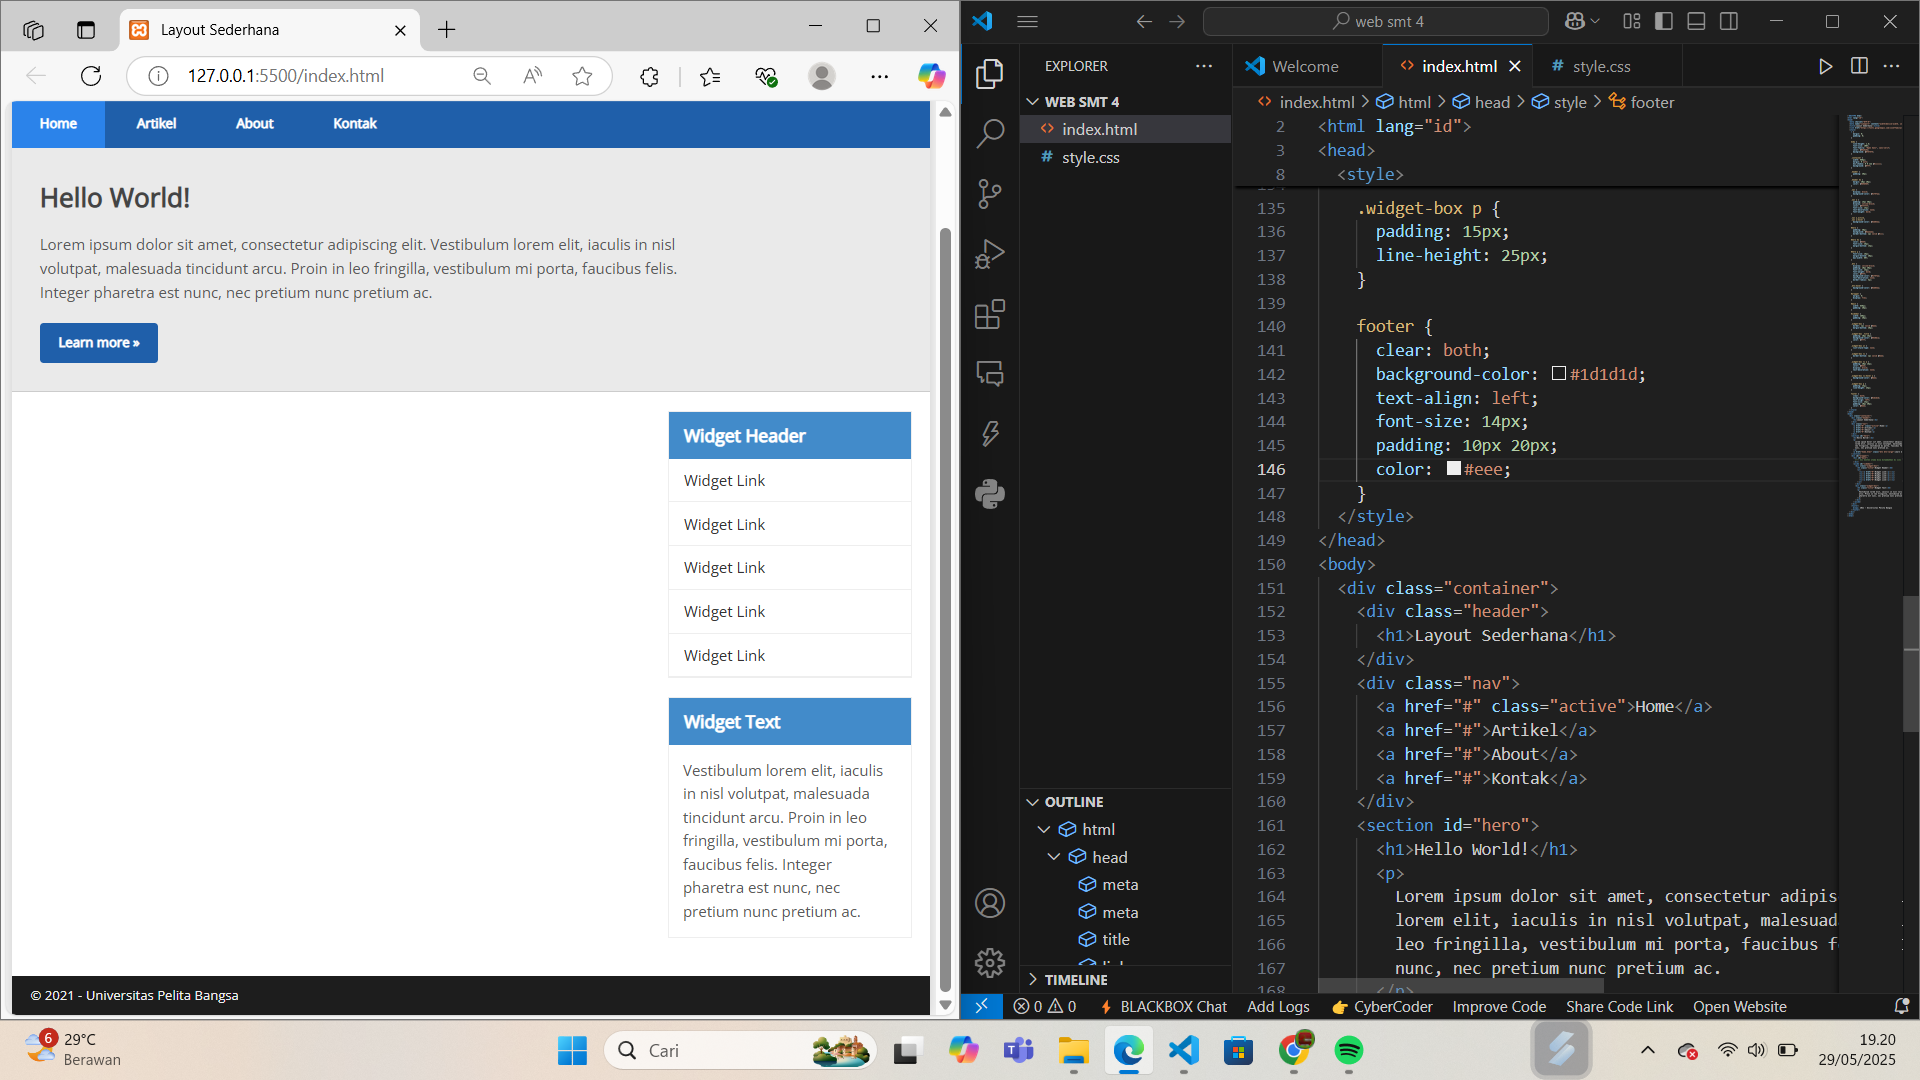 Layout Sederhana
127.0.0.1:5500/index.html
Home Artikel About Kontak
Hello World!
Lorem ipsum dolor sit amet, consectetur adipiscing elit. Vestibulum lorem elit, iaculis in nisl
volutpat, malesuada tincidunt arcu. Proin in leo fringilla, vestibulum mi porta, faucibus felis.
Integer pharetra est nunc, nec pretium nunc pretium ac.
Learn more »
Widget Header
Widget Link
Widget Link
Widget Link
Widget Link
Widget Link
Widget Text
Vestibulum lorem elit, iaculis
in nisl volutpat, malesuada
tincidunt arcu. Proin in leo
fringilla, vestibulum mi porta,
faucibus felis. Integer
pharetra est nunc, nec
pretium nunc pretium ac.
© 2021 - Universitas Pelita Bangsa
web smt 4
EXPLORER
WEB SMT 4
index.html
style.css
OUTLINE
html
head
meta
meta
title
TIMELINE
Welcome index.html style.css
index.html > html > head > style > footer
2 <html lang="id">
3 <head>
8 <style>
135 .widget-box p {
136 padding: 15px;
137 line-height: 25px;
138 }
139
140 footer {
141 clear: both;
142 background-color: #1d1d1d;
143 text-align: left;
144 font-size: 14px;
145 padding: 10px 20px;
146 color: #eee;
147 }
148 </style>
149 </head>
150 <body>
151 <div class="container">
152 <div class="header">
153 <h1>Layout Sederhana</h1>
154 </div>
155 <div class="nav">
156 <a href="#" class="active">Home</a>
157 <a href="#">Artikel</a>
158 <a href="#">About</a>
159 <a href="#">Kontak</a>
160 </div>
161 <section id="hero">
162 <h1>Hello World!</h1>
163 <p>
164 Lorem ipsum dolor sit amet, consectetur adipis
165 lorem elit, iaculis in nisl volutpat, malesuad
166 leo fringilla, vestibulum mi porta, faucibus f
167 nunc, nec pretium nunc pretium ac.
168 </p>
0 0 BLACKBOX Chat Add Logs CyberCoder Improve Code Share Code Link Open Website
6 29°C
Berawan
Cari
19.20
29/05/2025